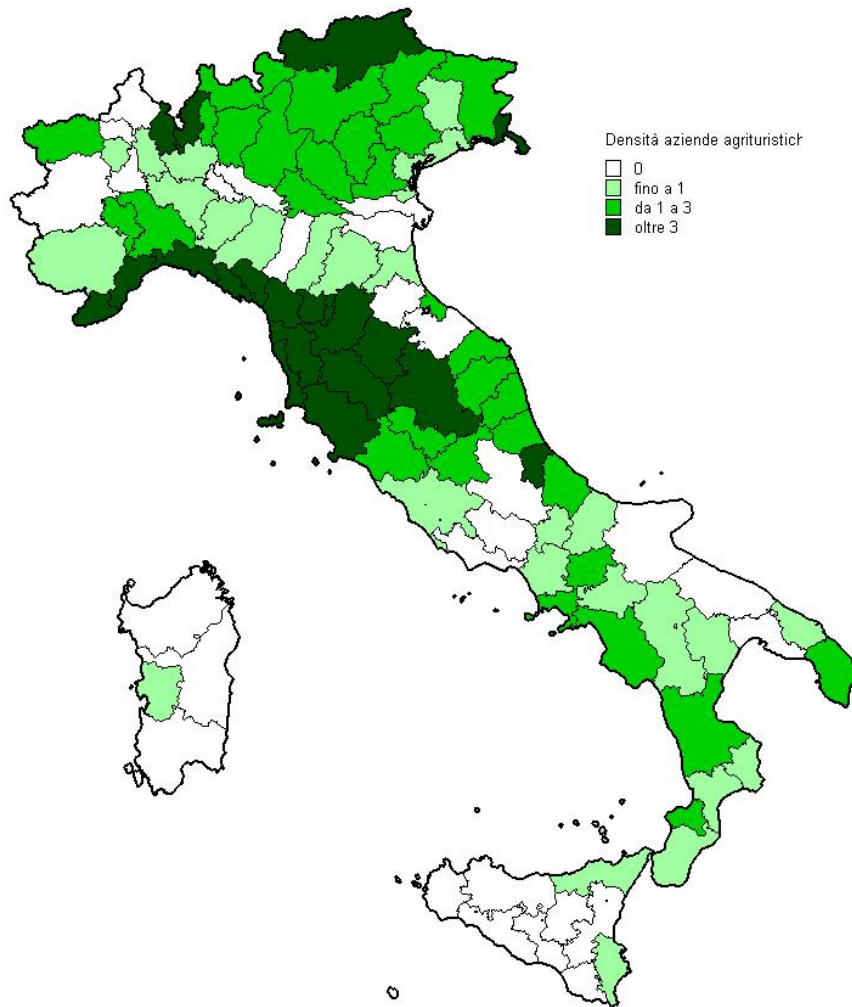 Densità aziende agrituristich
0
fino a 1
da 1 a 3
oltre 3